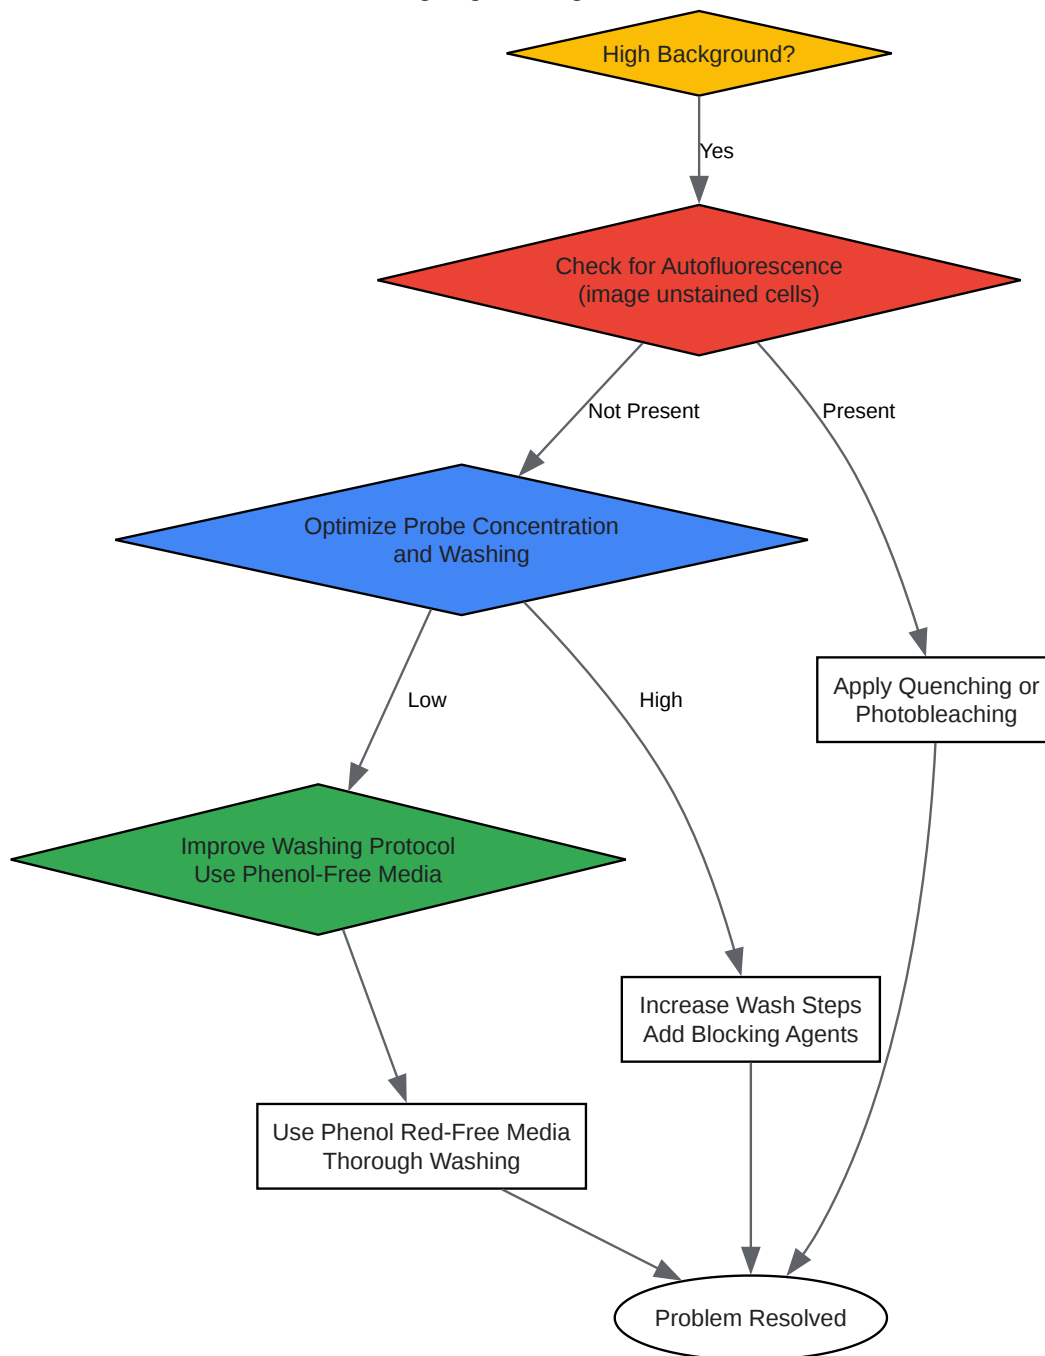 High Background?
Yes
Check for Autofluorescence
(image unstained cells)
Not Present
Present
Optimize Probe Concentration
and Washing
Low
High
Apply Quenching or
Photobleaching
Improve Washing Protocol
Use Phenol-Free Media
Increase Wash Steps
Add Blocking Agents
Use Phenol Red-Free Media
Thorough Washing
Problem Resolved